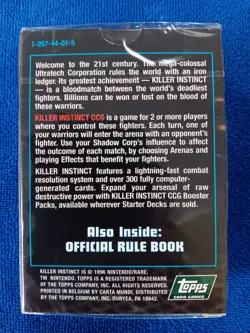 1-267-44-01-5
Welcome to the 21st century. The mega-colossal
Ultratech Corporation rules the world with an iron
ledger. Its greatest achievement — KILLER INSTINCT
— is a bloodmatch between the world's deadliest
fighters. Billions can be won or lost on the blood of
these warriors.
KILLER INSTINCT CCG is a game for 2 or more players
where you control these fighters. Each turn, one of
your warriors will enter the arena with an opponent's
fighter. Use your Shadow Corp's influence to affect
the outcome of each match, by choosing Arenas and
playing Effects that benefit your fighters.
KILLER INSTINCT features a lightning-fast combat
resolution system and over 300 fully computer-
generated cards. Expand your arsenal of raw
destructive power with KILLER INSTINCT CCG Booster
Packs, available wherever Starter Decks are sold.
Also Inside:
OFFICIAL RULE BOOK
KILLER INSTINCT IS © 1996 NINTENDO/RARE.
TM NINTENDO. TOPPS IS A REGISTERED TRADEMARK
OF THE TOPPS COMPANY, INC. ALL RIGHTS RESERVED.
PRINTED IN BELGIUM BY CARTA MUNDI. DISTRIBUTED
BY THE TOPPS COMPANY, INC. DURYEA, PA 18642.
Topps
CARD GAMES